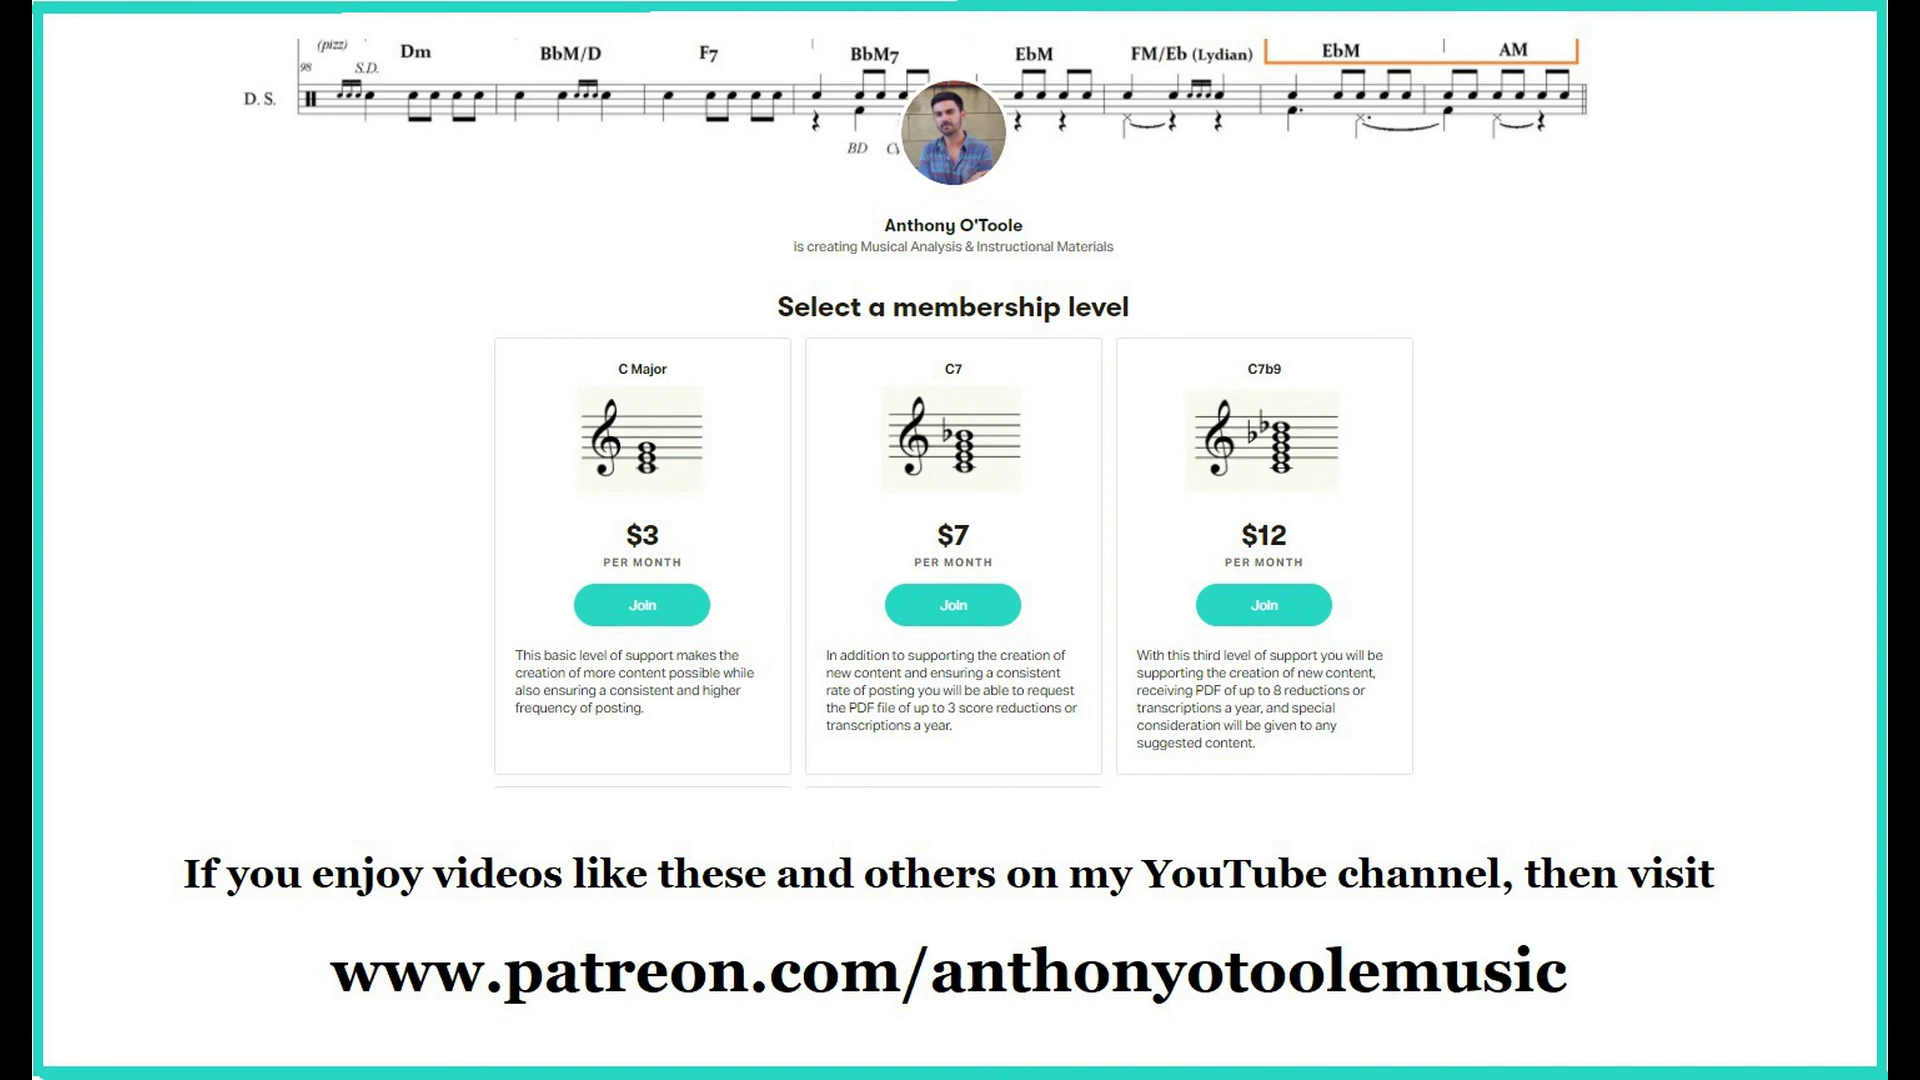 (pizz)
Dm
BbM/D
F7
BbM7
EbM
FM/Eb (Lydian)
EbM
AM
98
S.D.
D. S.
BD
Anthony O'Toole
is creating Musical Analysis & Instructional Materials
Select a membership level
C Major
$3
PER MONTH
Join
This basic level of support makes the
creation of more content possible while
also ensuring a consistent and higher
frequency of posting.
C7
$7
PER MONTH
Join
In addition to supporting the creation of
new content and ensuring a consistent
rate of posting you will be able to request
the PDF file of up to 3 score reductions or
transcriptions a year.
C7b9
$12
PER MONTH
Join
With this third level of support you will be
supporting the creation of new content,
receiving PDF of up to 8 reductions or
transcriptions a year, and special
consideration will be given to any
suggested content.
If you enjoy videos like these and others on my YouTube channel, then visit
www.patreon.com/anthonyotoolemusic